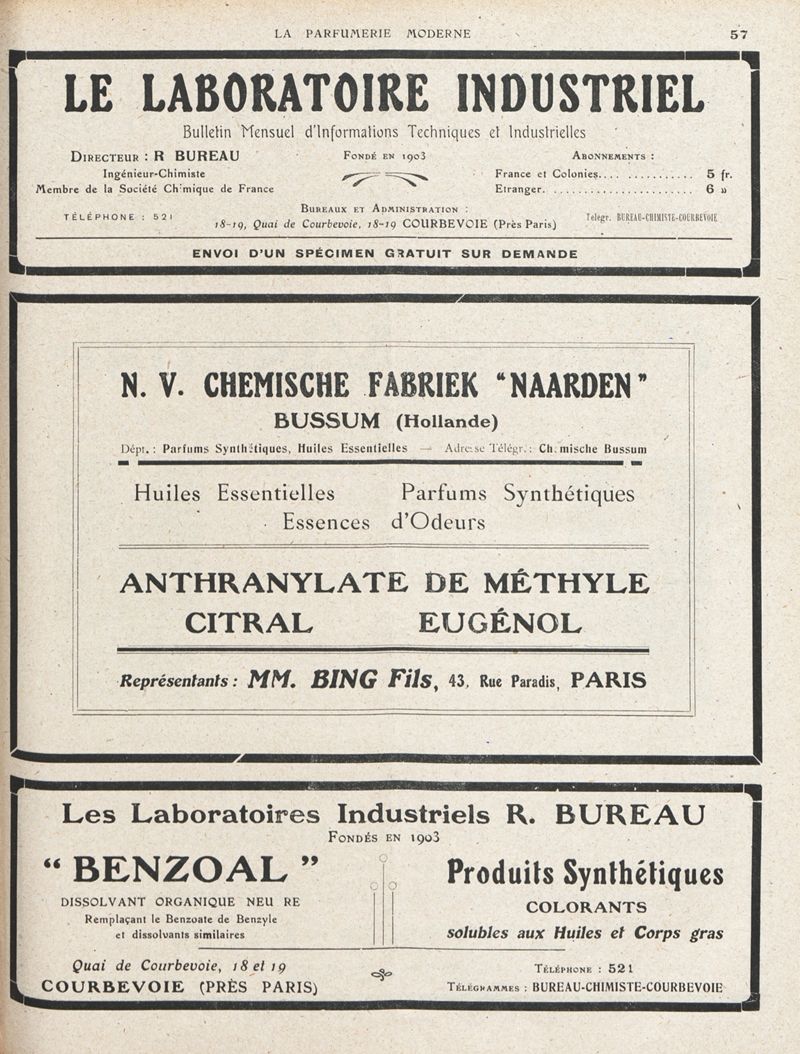 LA PARFUMERIE MODERNE 57
LE LABORATOIRE INDUSTRIEL
Bulletin Mensuel d'Informations Techniques et Industrielles
DIRECTEUR : R BUREAU
Ingénieur-Chimiste
Membre de la Société Chimique de France
TÉLÉPHONE : 521
FONDÉ EN 1903
ABONNEMENTS :
France et Colonies.... ........... 5 fr.
Etranger. ...................... 6 »
BUREAUX ET ADMINISTRATION :
18-19, Quai de Courbevoie, 18-19 COURBEVOIE (Près Paris)
Telégr. BUREAU-CHIMISTE-COURBEVOIE
ENVOI D'UN SPÉCIMEN GRATUIT SUR DEMANDE
N. V. CHEMISCHE FABRIEK "NAARDEN"
BUSSUM (Hollande)
Dépt. : Parfums Synthétiques, Huiles Essentielles — Adresse Télégr. : Chemische Bussum
Huiles Essentielles Parfums Synthétiques
Essences d'Odeurs
ANTHRANYLATE DE MÉTHYLE
CITRAL EUGÉNOL
Représentants : MM. BING Fils, 43, Rue Paradis, PARIS
Les Laboratoires Industriels R. BUREAU
FONDÉS EN 1903
" BENZOAL "
DISSOLVANT ORGANIQUE NEU RE
Remplaçant le Benzoate de Benzyle
et dissolvants similaires
Quai de Courbevoie, 18 et 19
COURBEVOIE (PRÈS PARIS)
Produits Synthétiques
COLORANTS
solubles aux Huiles et Corps gras
TÉLÉPHONE : 521
TÉLÉGRAMMES : BUREAU-CHIMISTE-COURBEVOIE